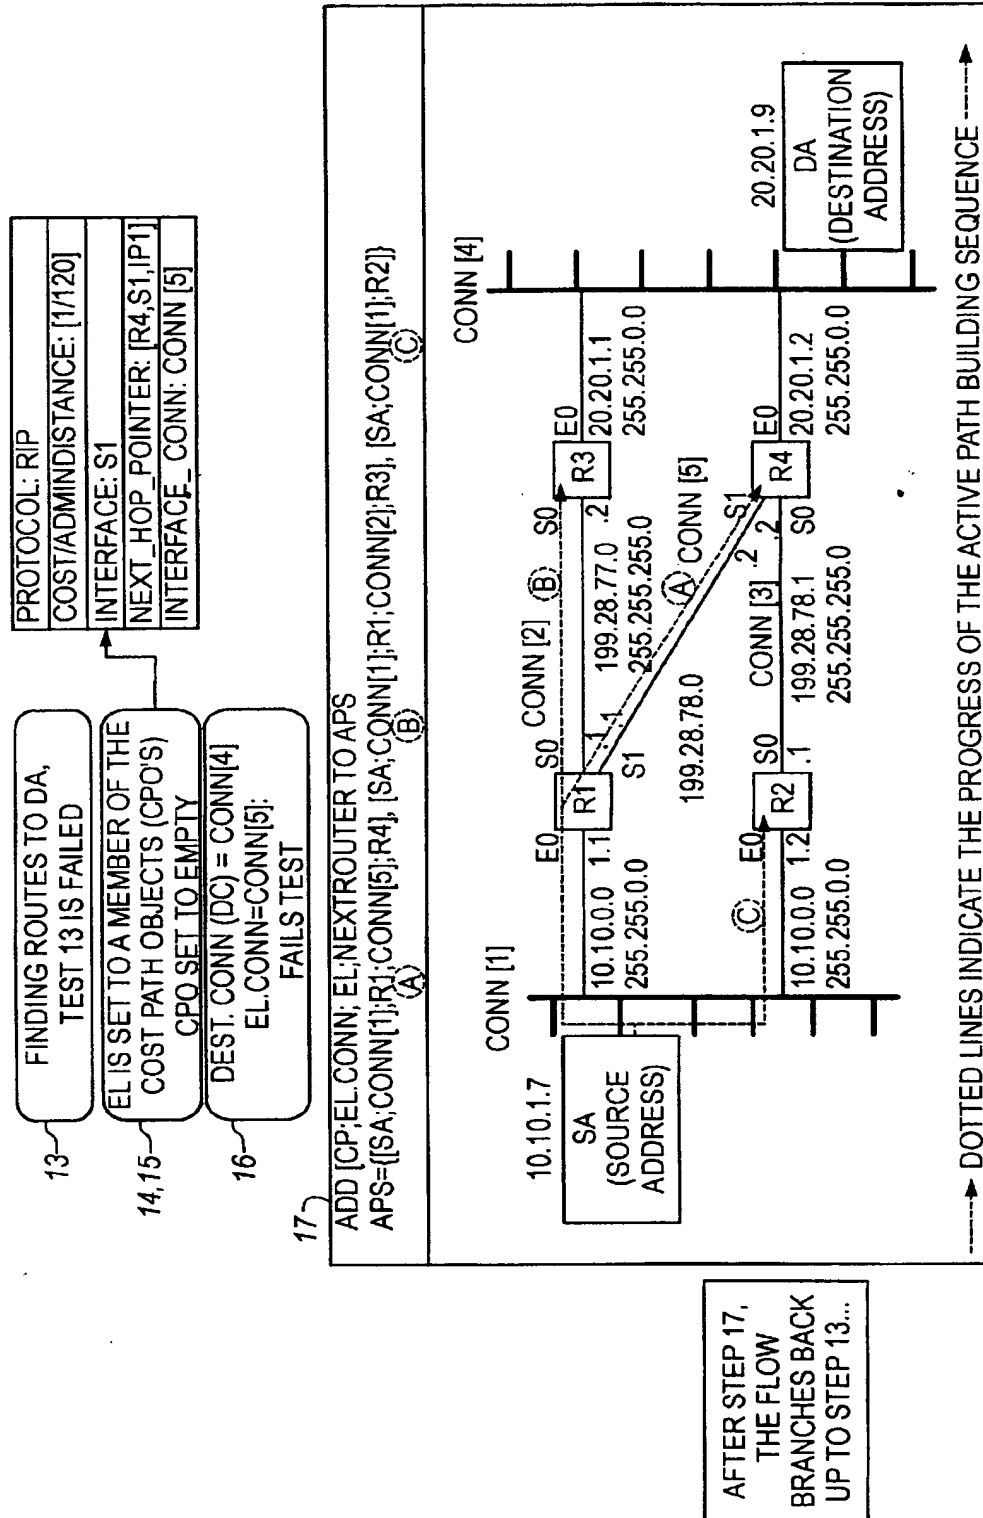 FINDING ROUTES TO DA,
TEST 13 IS FAILED
13
EL IS SET TO A MEMBER OF THE
COST PATH OBJECTS (CPO'S)
CPO SET TO EMPTY
14,15
DEST. CONN (DC) = CONN[4]
EL.CONN=CONN[5]:
FAILS TEST
16
PROTOCOL: RIP
COST/ADMINDISTANCE: [1/120]
INTERFACE: S1
NEXT_HOP_POINTER: [R4,S1,IP1]
INTERFACE_CONN: CONN [5]
17
ADD [CP;EL.CONN; EL;NEXTROUTER TO APS
APS={[SA;CONN[1];R1;CONN[5];R4], [SA;CONN[1];R1;CONN[2];R3], [SA;CONN[1];R2]}
A
B
C
CONN [1]
CONN [4]
10.10.1.7
SA
(SOURCE
ADDRESS)
E0
R1
S0
CONN [2]
B
S0
R3
E0
10.10.0.0
1.1
255.255.0.0
S1
.1
.1
199.28.77.0
255.255.255.0
.2
20.20.1.1
255.255.0.0
199.28.78.0
A
CONN [5]
S1
.2
20.20.1.9
DA
(DESTINATION
ADDRESS)
C
E0
R2
S0
CONN [3]
.2
R4
E0
10.10.0.0
1.2
255.255.0.0
.1
199.28.78.1
255.255.255.0
S0
20.20.1.2
255.255.0.0
DOTTED LINES INDICATE THE PROGRESS OF THE ACTIVE PATH BUILDING SEQUENCE
AFTER STEP 17,
THE FLOW
BRANCHES BACK
UP TO STEP 13...